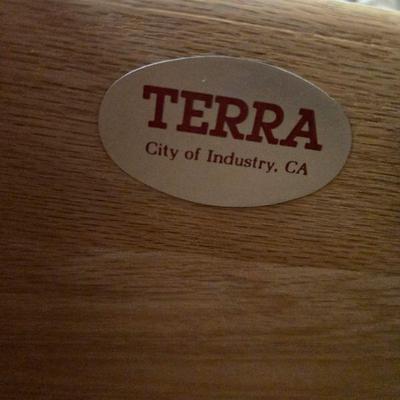 TERRA
City of Industry, CA